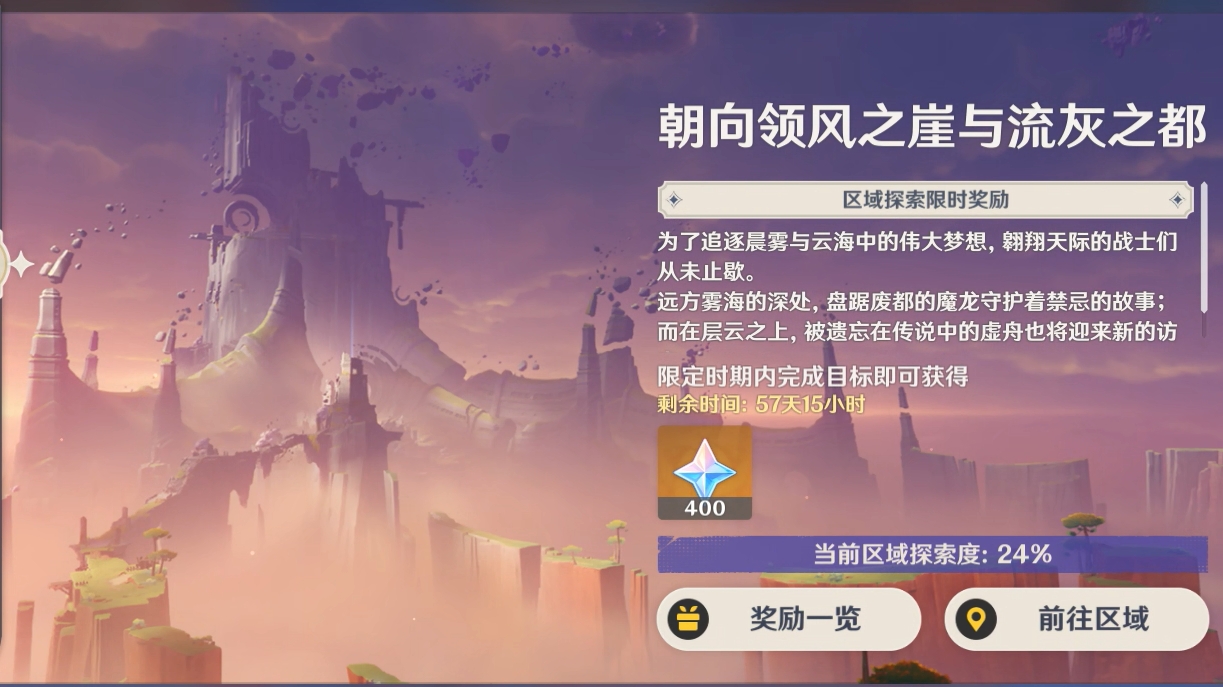 朝向领风之崖与流灰之都
区域探索限时奖励
为了追逐晨雾与云海中的伟大梦想，翱翔天际的战士们
从未止歇。
远方雾海的深处，盘踞废都的魔龙守护着禁忌的故事；
而在层云之上，被遗忘在传说中的虚舟也将迎来新的访
限定时期内完成目标即可获得
剩余时间: 57天15小时
400
当前区域探索度: 24%
奖励一览
前往区域